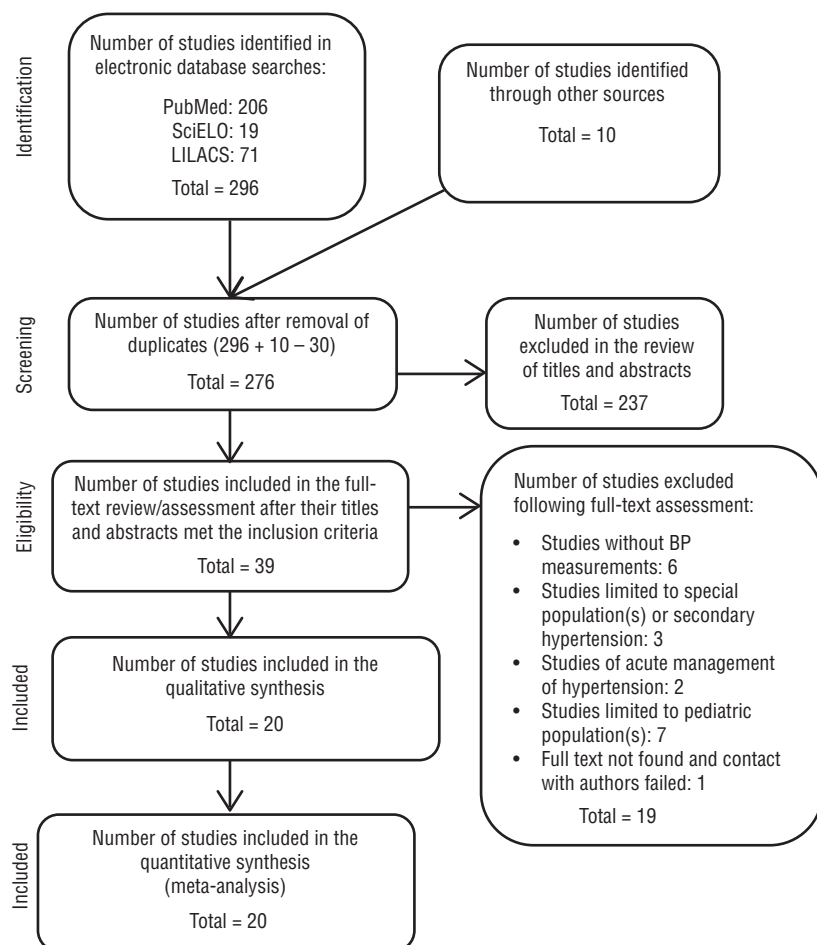 Identification
Number of studies identified in
electronic database searches:
PubMed: 206
SciELO: 19
LILACS: 71
Total = 296
Number of studies identified
through other sources
Total = 10
Screening
Number of studies after removal of
duplicates (296 + 10 – 30)
Total = 276
Number of studies
excluded in the review
of titles and abstracts
Total = 237
Eligibility
Number of studies included in the full-
text review/assessment after their titles
and abstracts met the inclusion criteria
Total = 39
Number of studies excluded
following full-text assessment:
• Studies without BP
measurements: 6
• Studies limited to special
population(s) or secondary
hypertension: 3
• Studies of acute management
of hypertension: 2
• Studies limited to pediatric
population(s): 7
• Full text not found and contact
with authors failed: 1
Total = 19
Included
Number of studies included in the
qualitative synthesis
Total = 20
Included
Number of studies included in the
quantitative synthesis
(meta-analysis)
Total = 20